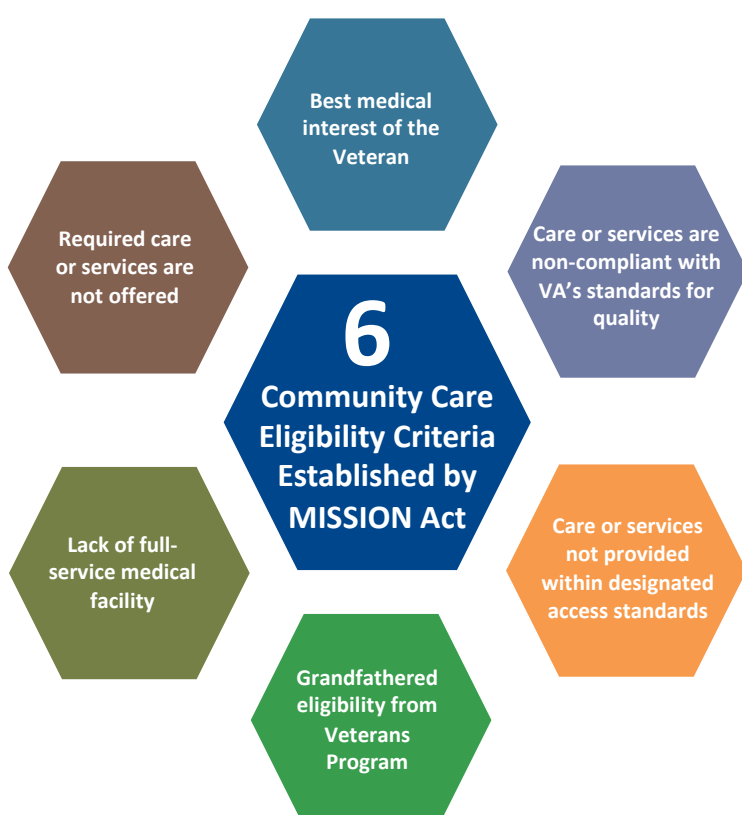 Best medical
interest of the
Veteran
Required care
or services are
not offered
Care or services are
non-compliant with
VA's standards for
quality
6
Community Care
Eligibility Criteria
Established by
MISSION Act
Lack of full-
service medical
facility
Care or services
not provided
within designated
access standards
Grandfathered
eligibility from
Veterans
Program